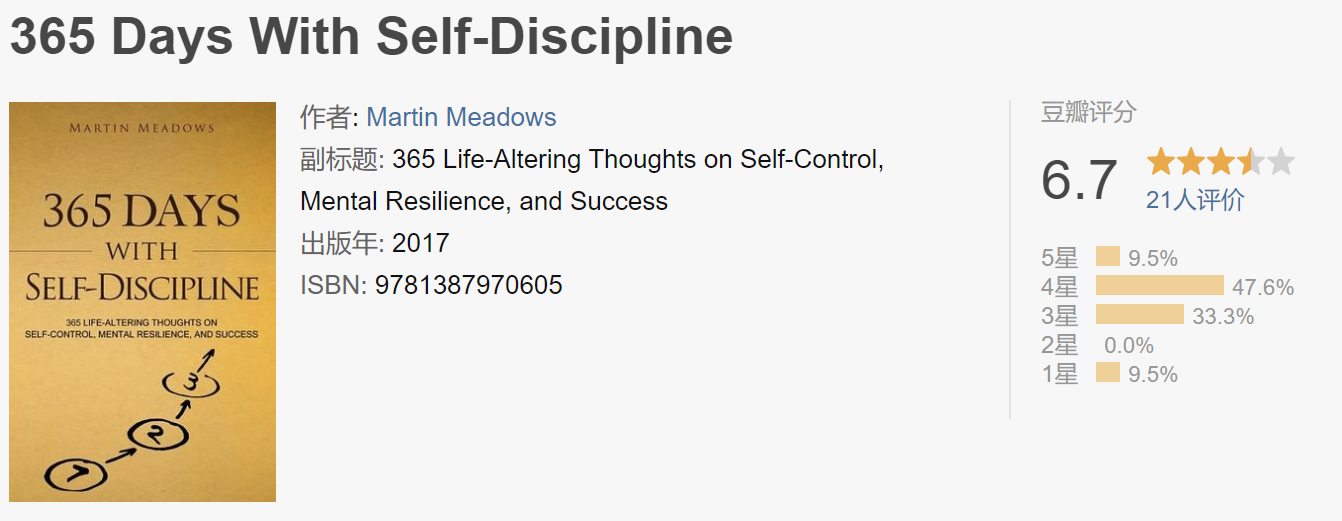 365 Days With Self-Discipline
MARTIN MEADOWS
365 DAYS
WITH
SELF-DISCIPLINE
365 LIFE-ALTERING THOUGHTS ON
SELF-CONTROL, MENTAL RESILIENCE, AND SUCCESS
3
2
1
作者: Martin Meadows
副标题: 365 Life-Altering Thoughts on Self-Control,
Mental Resilience, and Success
出版年: 2017
ISBN: 9781387970605
豆瓣评分
6.7
21人评价
5星 9.5%
4星 47.6%
3星 33.3%
2星 0.0%
1星 9.5%